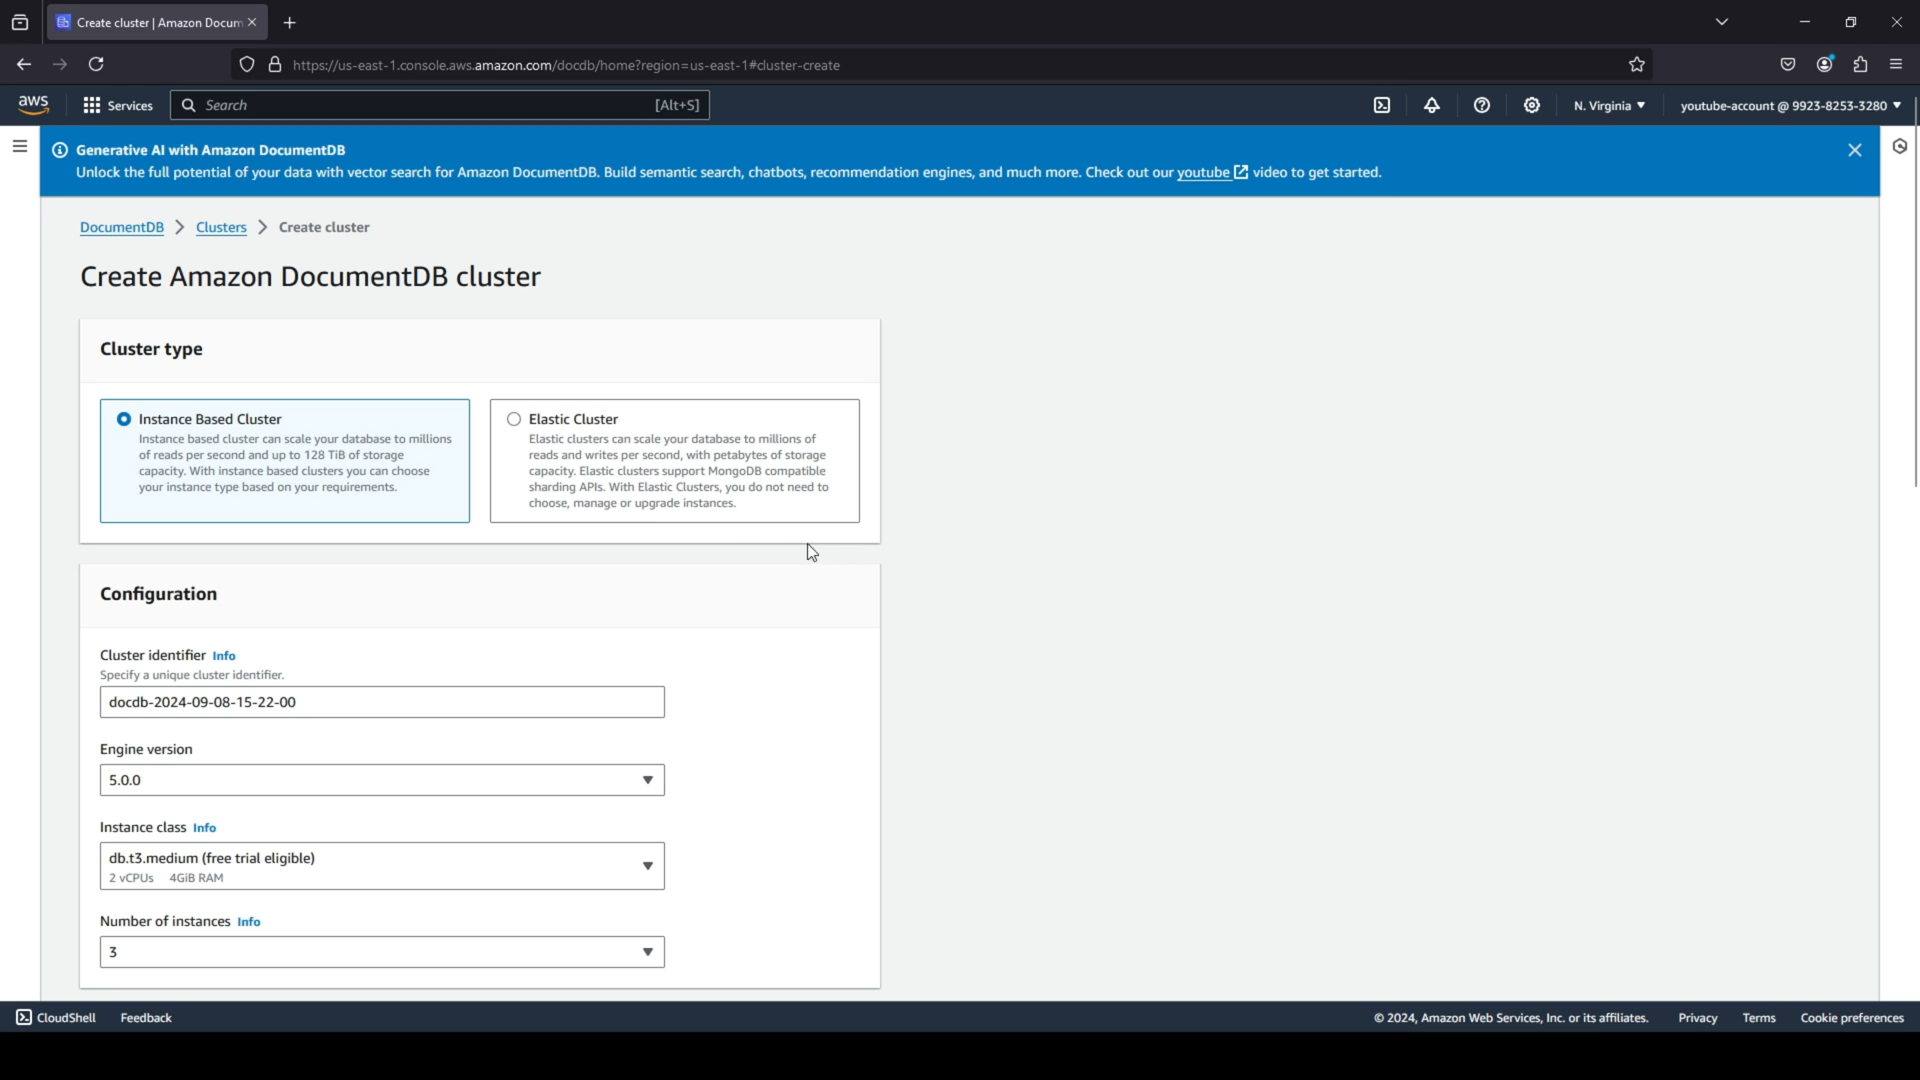 Create cluster | Amazon Docum
https://us-east-1.console.aws.amazon.com/docdb/home?region=us-east-1#cluster-create
aws
Services
Search
[Alt+S]
N. Virginia
youtube-account @ 9923-8253-3280
Generative AI with Amazon DocumentDB
Unlock the full potential of your data with vector search for Amazon DocumentDB. Build semantic search, chatbots, recommendation engines, and much more. Check out our youtube video to get started.
DocumentDB > Clusters > Create cluster
Create Amazon DocumentDB cluster
Cluster type
Instance Based Cluster
Instance based cluster can scale your database to millions
of reads per second and up to 128 TiB of storage
capacity. With instance based clusters you can choose
your instance type based on your requirements.
Elastic Cluster
Elastic clusters can scale your database to millions of
reads and writes per second, with petabytes of storage
capacity. Elastic clusters support MongoDB compatible
sharding APIs. With Elastic Clusters, you do not need to
choose, manage or upgrade instances.
Configuration
Cluster identifier Info
Specify a unique cluster identifier.
docdb-2024-09-08-15-22-00
Engine version
5.0.0
Instance class Info
db.t3.medium (free trial eligible)
2 vCPUs 4GiB RAM
Number of instances Info
3
CloudShell
Feedback
© 2024, Amazon Web Services, Inc. or its affiliates.
Privacy
Terms
Cookie preferences